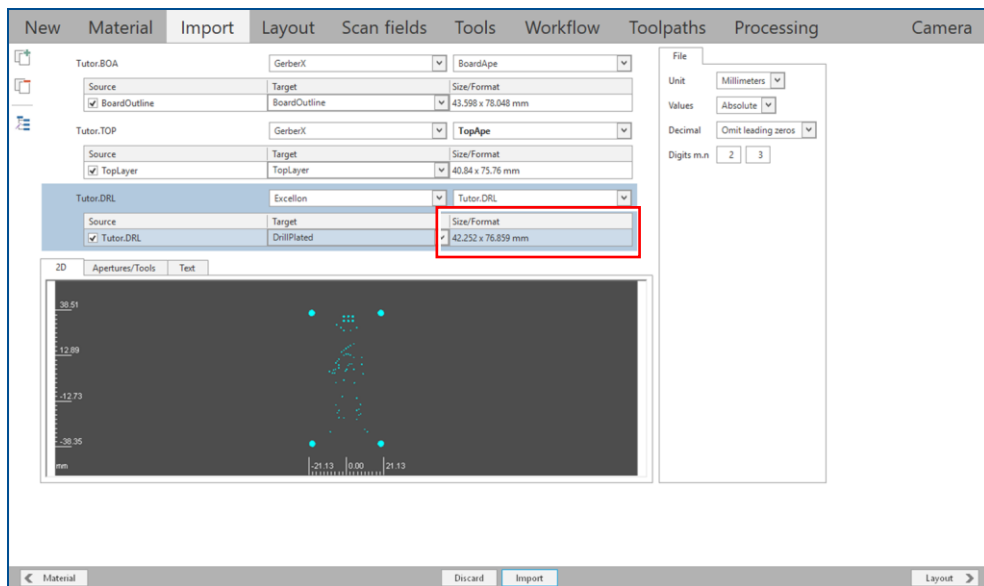 New Material Import Layout Scan fields Tools Workflow Toolpaths Processing Camera
Tutor.BOA GerberX BoardApe
Source Target Size/Format
BoardOutline BoardOutline 43.598 x 78.048 mm
Tutor.TOP GerberX TopApe
Source Target Size/Format
TopLayer TopLayer 40.84 x 75.76 mm
Tutor.DRL Excellon Tutor.DRL
Source Target Size/Format
Tutor.DRL DrillPlated 42.252 x 76.859 mm
2D Apertures/Tools Text
38.51
12.89
-12.73
-38.35
mm -21.13 0.00 21.13
File
Unit Millimeters
Values Absolute
Decimal Omit leading zeros
Digits m.n 2 3
Material Discard Import Layout